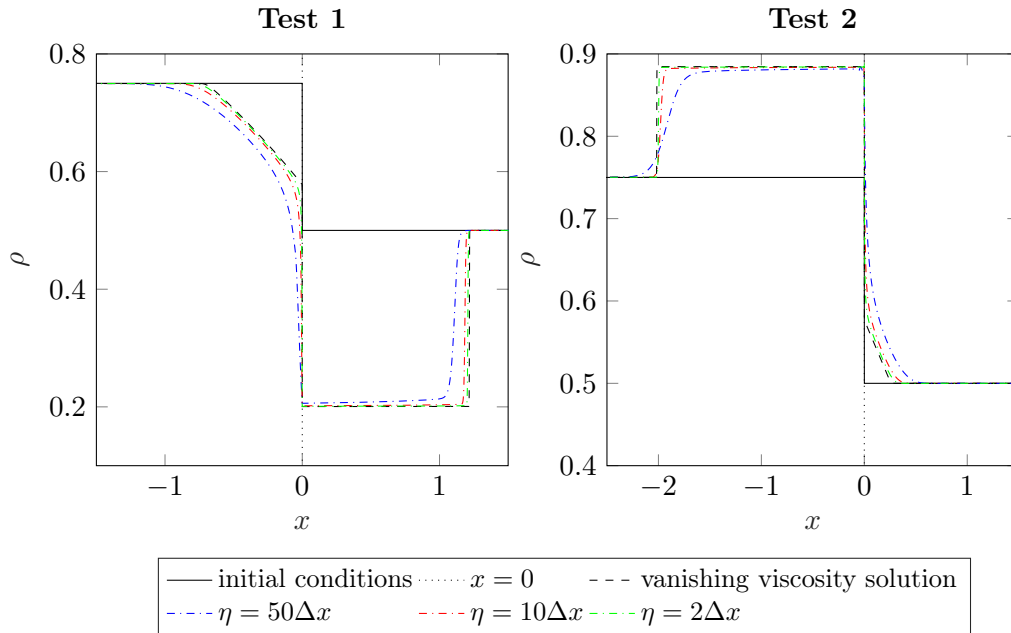 Test 1
Test 2
0.8
0.6
0.4
0.2
ρ
−1
0
1
x
0.9
0.8
0.7
0.6
0.5
0.4
ρ
−2
−1
0
1
x
initial conditions
x = 0
vanishing viscosity solution
η = 50Δx
η = 10Δx
η = 2Δx